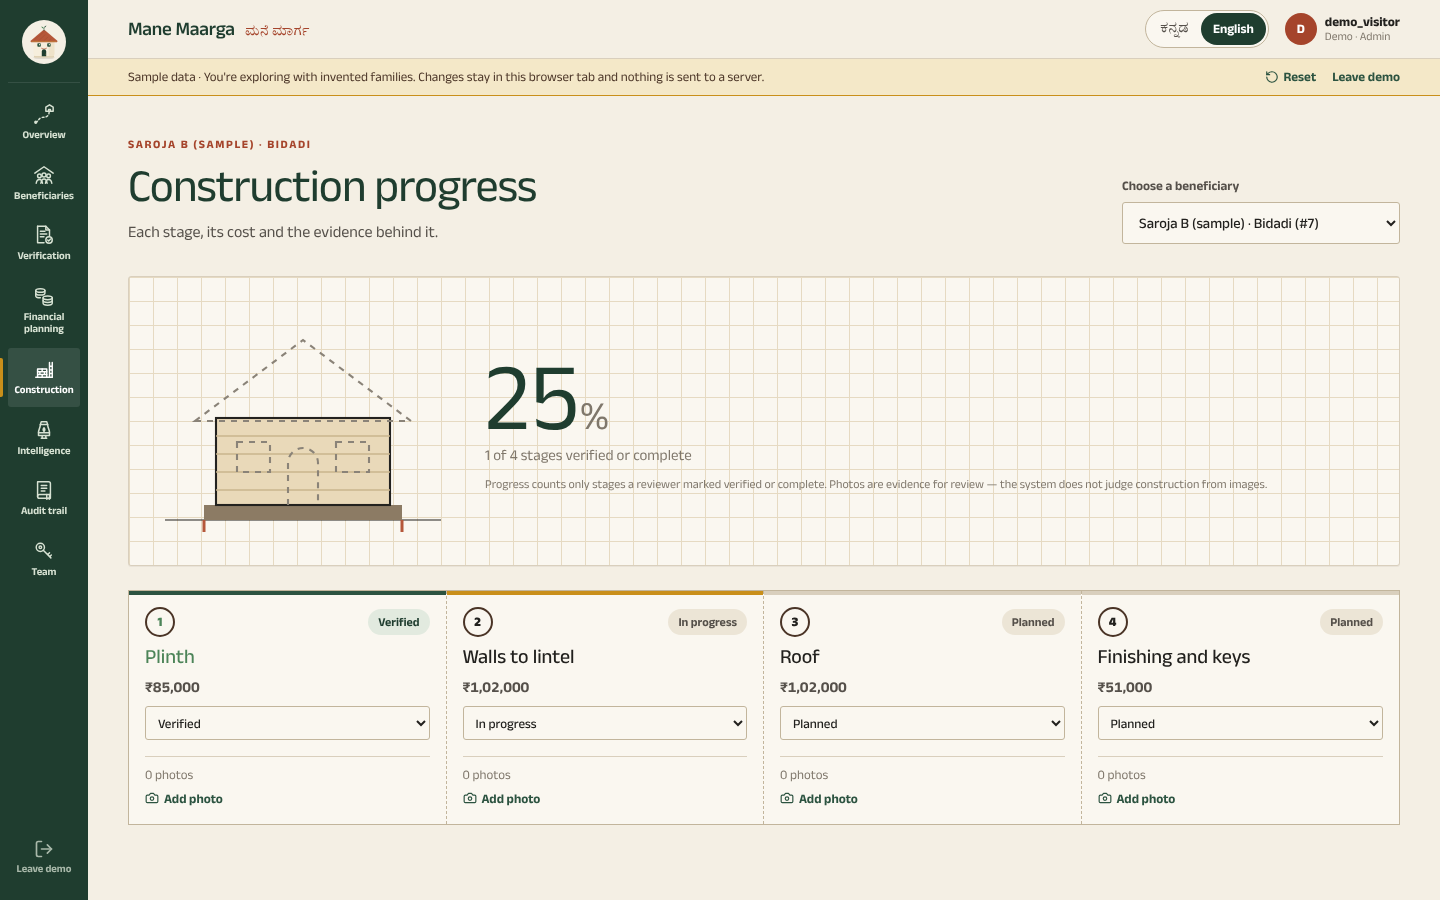 Mane Maarga ಮನೆ ಮಾರ್ಗ
ಕನ್ನಡ English
D
demo_visitor
Demo · Admin
Sample data · You're exploring with invented families. Changes stay in this browser tab and nothing is sent to a server.
Reset Leave demo
Overview
Beneficiaries
Verification
Financial
planning
Construction
Intelligence
Audit trail
Team
Leave demo
SAROJA B (SAMPLE) · BIDADI
Construction progress
Each stage, its cost and the evidence behind it.
Choose a beneficiary
Saroja B (sample) · Bidadi (#7)
25%
1 of 4 stages verified or complete
Progress counts only stages a reviewer marked verified or complete. Photos are evidence for review — the system does not judge construction from images.
1 Verified
Plinth
₹85,000
Verified
0 photos
Add photo
2 In progress
Walls to lintel
₹1,02,000
In progress
0 photos
Add photo
3 Planned
Roof
₹1,02,000
Planned
0 photos
Add photo
4 Planned
Finishing and keys
₹51,000
Planned
0 photos
Add photo